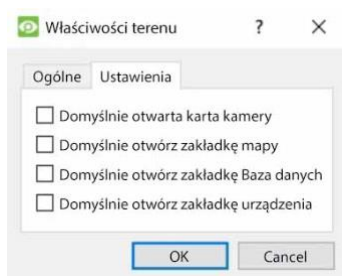 Właściwości terenu ?
Ogólne Ustawienia
Domyślnie otwarta karta kamery
Domyślnie otwórz zakładkę mapy
Domyślnie otwórz zakładkę Baza danych
Domyślnie otwórz zakładkę urządzenia
OK Cancel